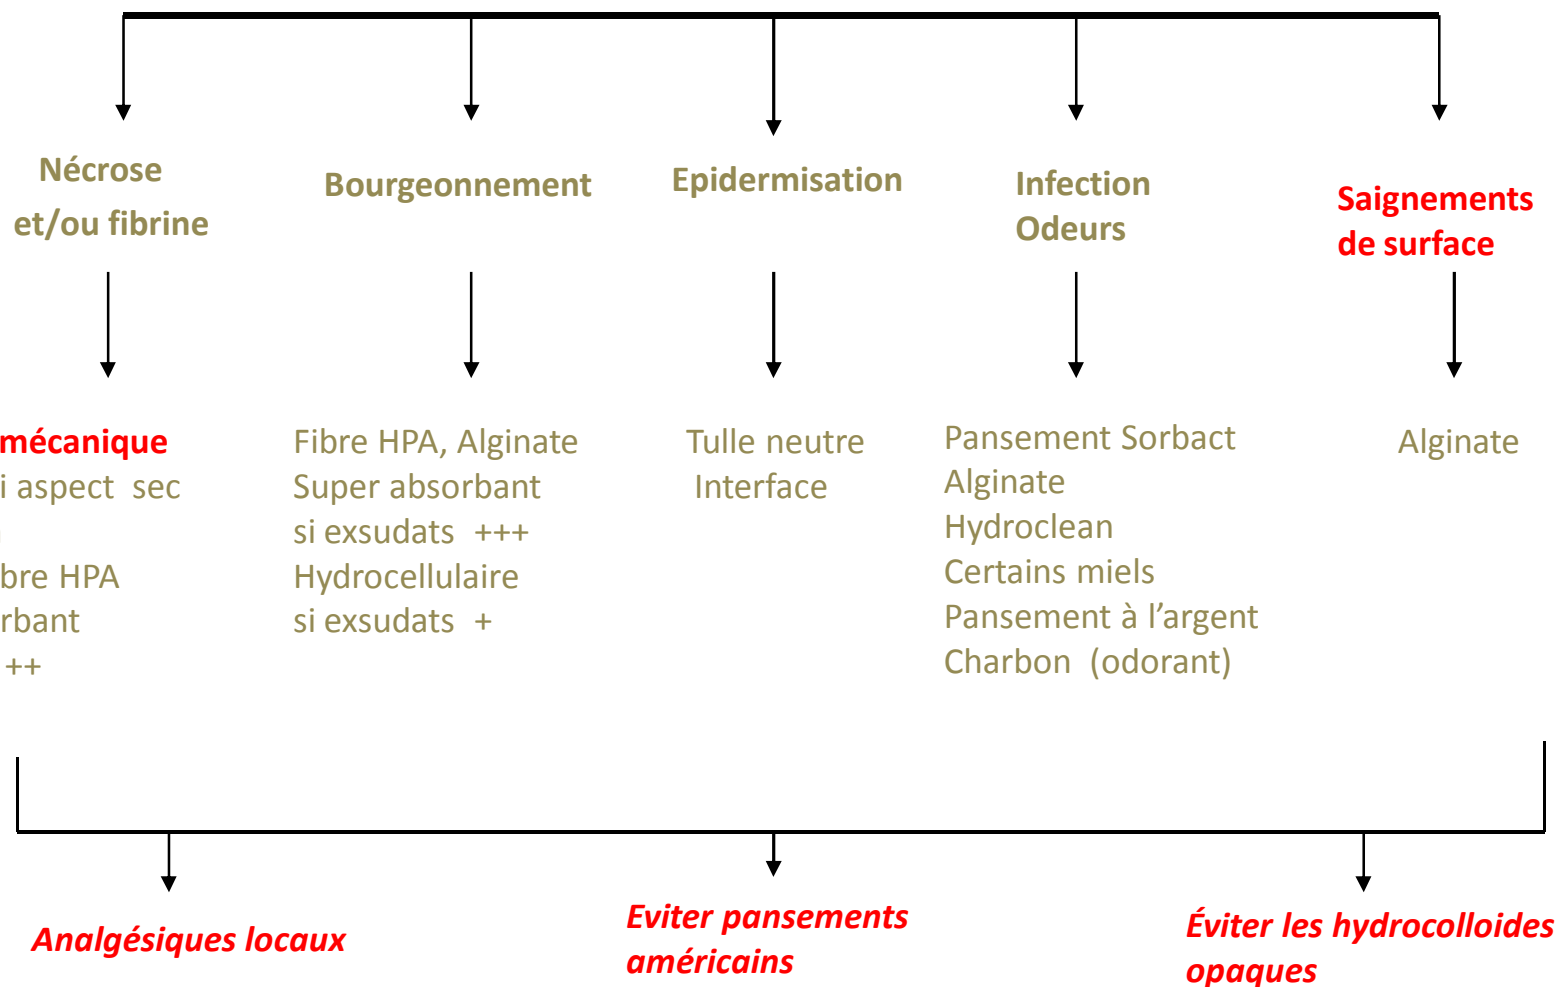 Nécrose
et/ou fibrine
Bourgeonnement
Epidermisation
Infection
Odeurs
Saignements
de surface
mécanique
i aspect sec
bre HPA
rbant
++
Fibre HPA, Alginate
Super absorbant
si exsudats +++
Hydrocellulaire
si exsudats +
Tulle neutre
Interface
Pansement Sorbact
Alginate
Hydroclean
Certains miels
Pansement à l’argent
Charbon (odorant)
Alginate
Analgésiques locaux
Eviter pansements
américains
Éviter les hydrocolloides
opaques